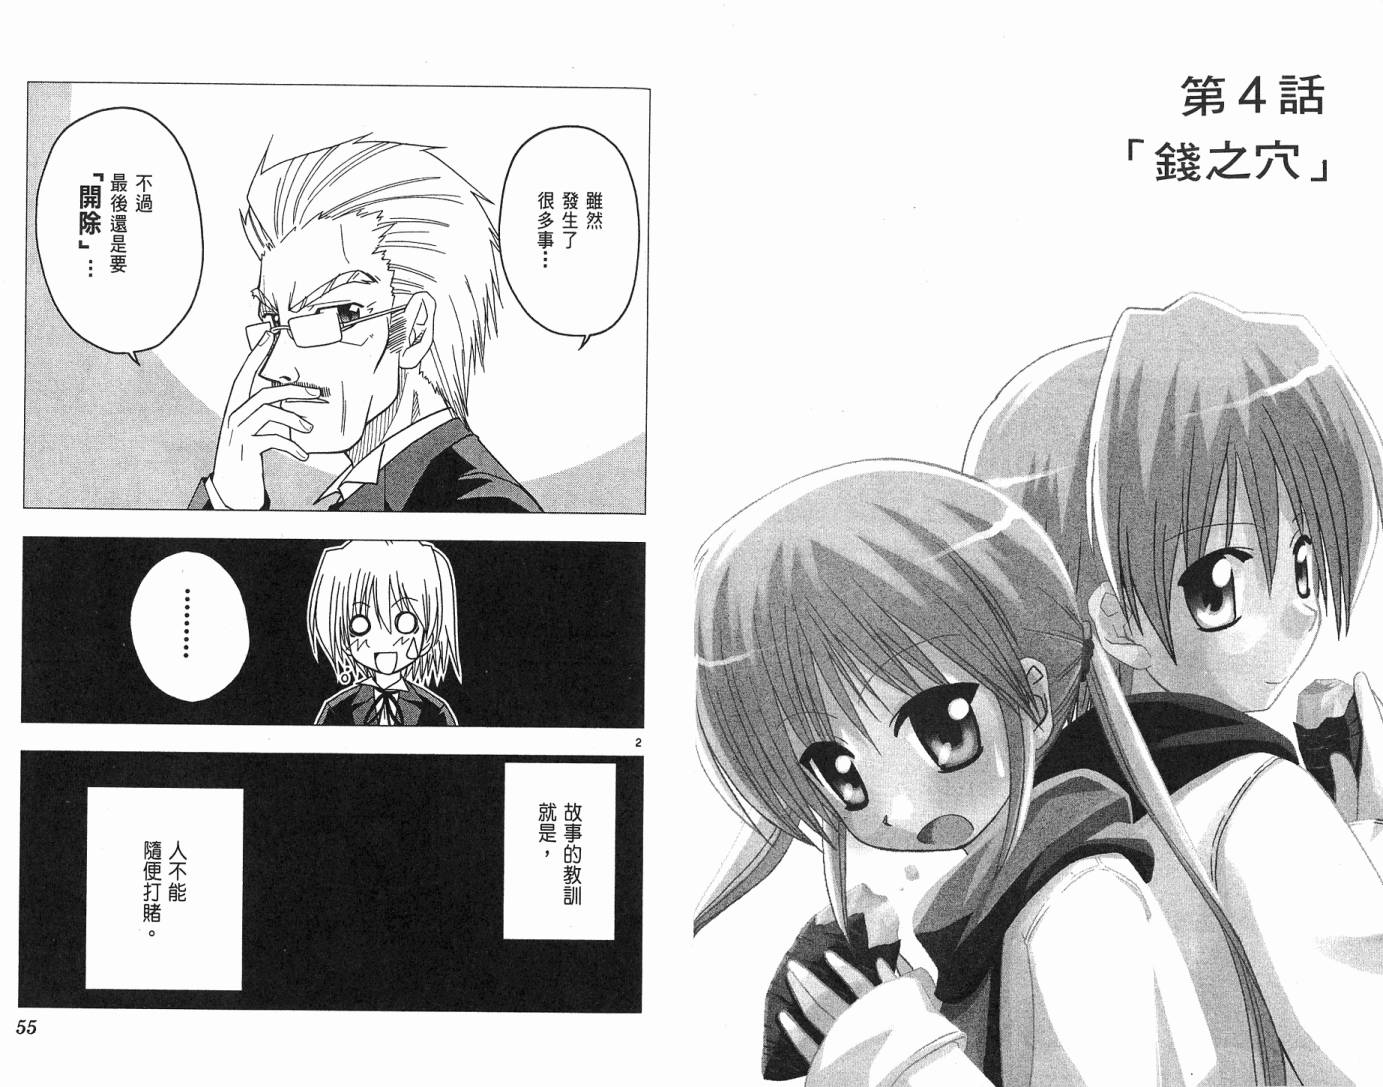 第4話
「錢之穴」
雖然
發生了
很多事…
不過
最後還是要
『開除』…
………
2
故事的教訓
就是，
人不能
隨便打賭。
55